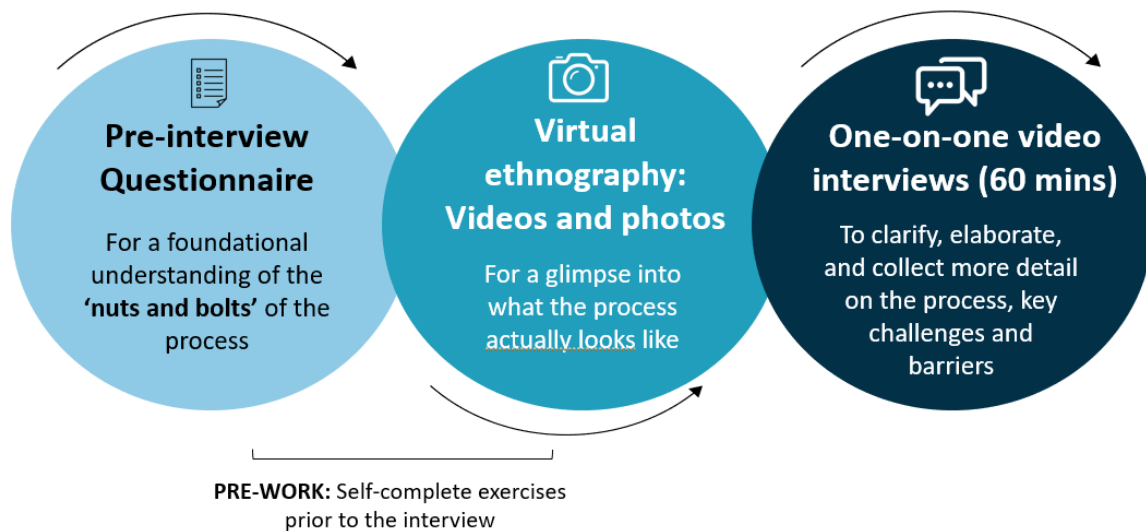 Pre-interview
Questionnaire
For a foundational
understanding of the
‘nuts and bolts’ of the
process
Virtual
ethnography:
Videos and photos
For a glimpse into
what the process
actually looks like
One-on-one video
interviews (60 mins)
To clarify, elaborate,
and collect more detail
on the process, key
challenges and
barriers
PRE-WORK: Self-complete exercises
prior to the interview